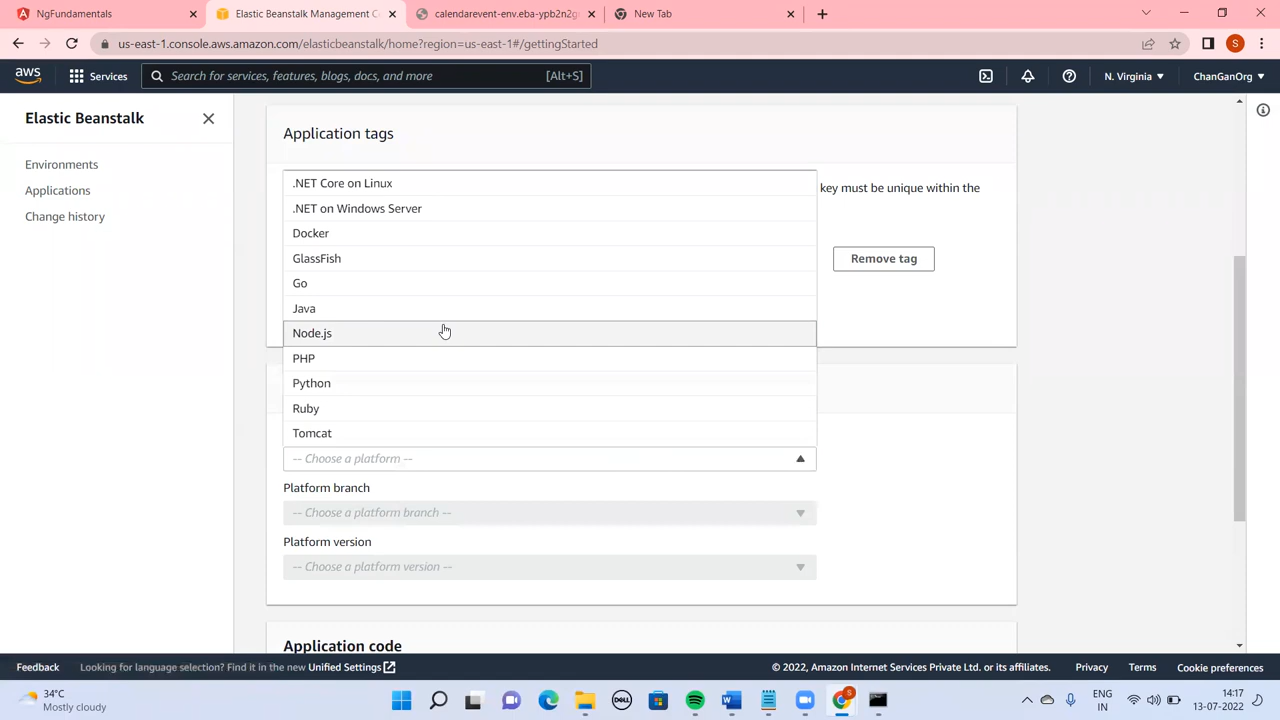 NgFundamentals
Elastic Beanstalk Management C
calendarevent-env.eba-ypb2n2g
New Tab
us-east-1.console.aws.amazon.com/elasticbeanstalk/home?region=us-east-1#/gettingStarted
S
aws
Services
Search for services, features, blogs, docs, and more
[Alt+S]
N. Virginia
ChanGanOrg
Elastic Beanstalk
Environments
Applications
Change history
Application tags
key must be unique within the
Remove tag
.NET Core on Linux
.NET on Windows Server
Docker
GlassFish
Go
Java
Node.js
PHP
Python
Ruby
Tomcat
-- Choose a platform --
Platform branch
-- Choose a platform branch --
Platform version
-- Choose a platform version --
Application code
Feedback
Looking for language selection? Find it in the new Unified Settings
© 2022, Amazon Internet Services Private Ltd. or its affiliates.
Privacy
Terms
Cookie preferences
34°C
Mostly cloudy
DELL
S
ENG
IN
14:17
13-07-2022